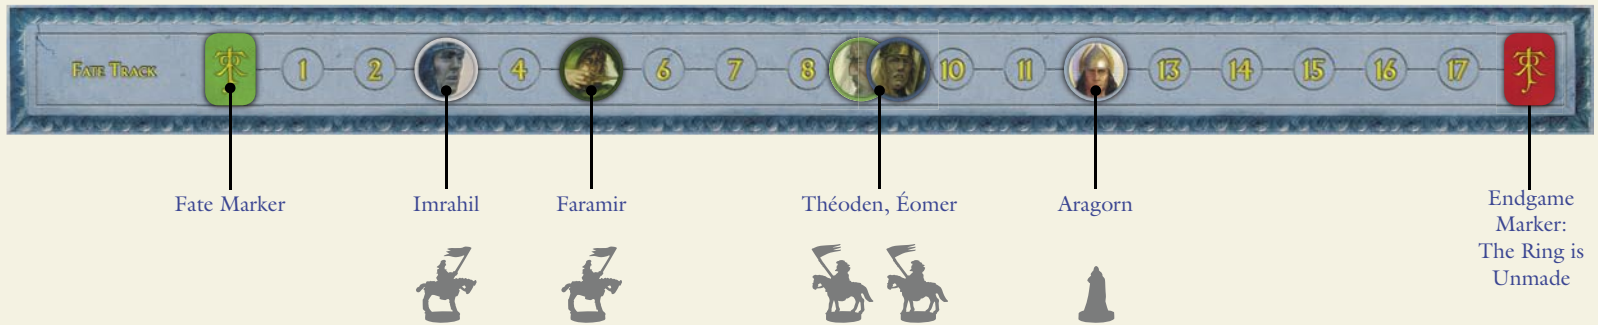 FATE TRACK 1 2 4 6 7 8 10 11 13 14 15 16 17
Fate Marker Imrahil Faramir Théoden, Éomer Aragorn
Endgame
Marker:
The Ring is
Unmade